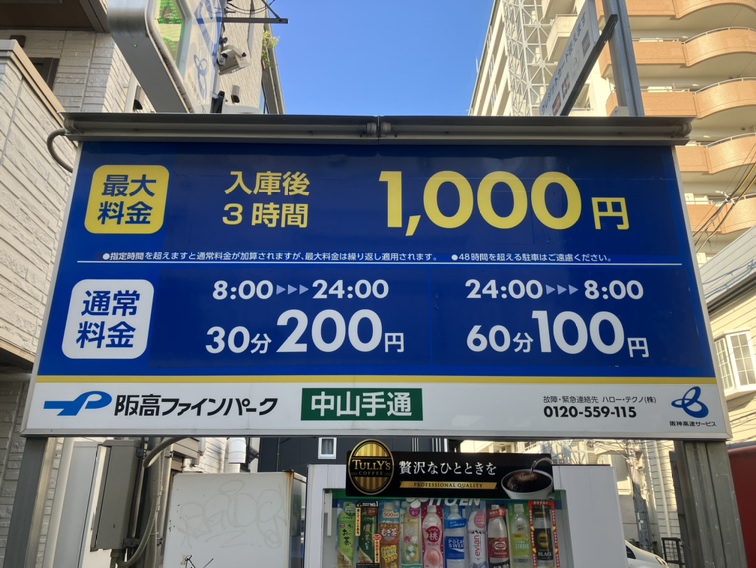 最大
料金
入庫後
3時間
1,000円
●指定時間を超えますと通常料金が加算されますが、最大料金は繰り返し適用されます。 ●48時間を超える駐車はご遠慮ください。
通常
料金
8:00▶▶▶24:00
30分200円
24:00▶▶▶8:00
60分100円
阪高ファインパーク
中山手通
故障・緊急連絡先 ハロー・テクノ(株)
0120-559-115
阪神高速サービス
TULLY'S
COFFEE
贅沢なひとときを
PROFESSIONAL QUALITY